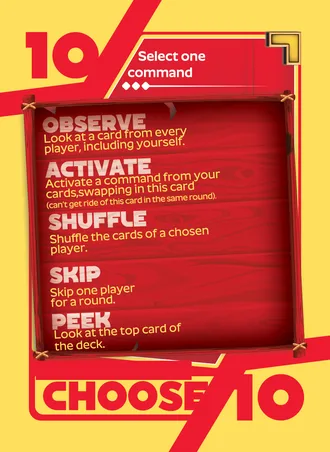 10
Select one
command
OBSERVE
Look at a card from every
player, including yourself.
ACTIVATE
Activate a command from your
cards,swapping in this card
(can't get ride of this card in the same round).
SHUFFLE
Shuffle the cards of a chosen
player.
SKIP
Skip one player
for a round.
PEEK
Look at the top card of
the deck.
CHOOSE
10